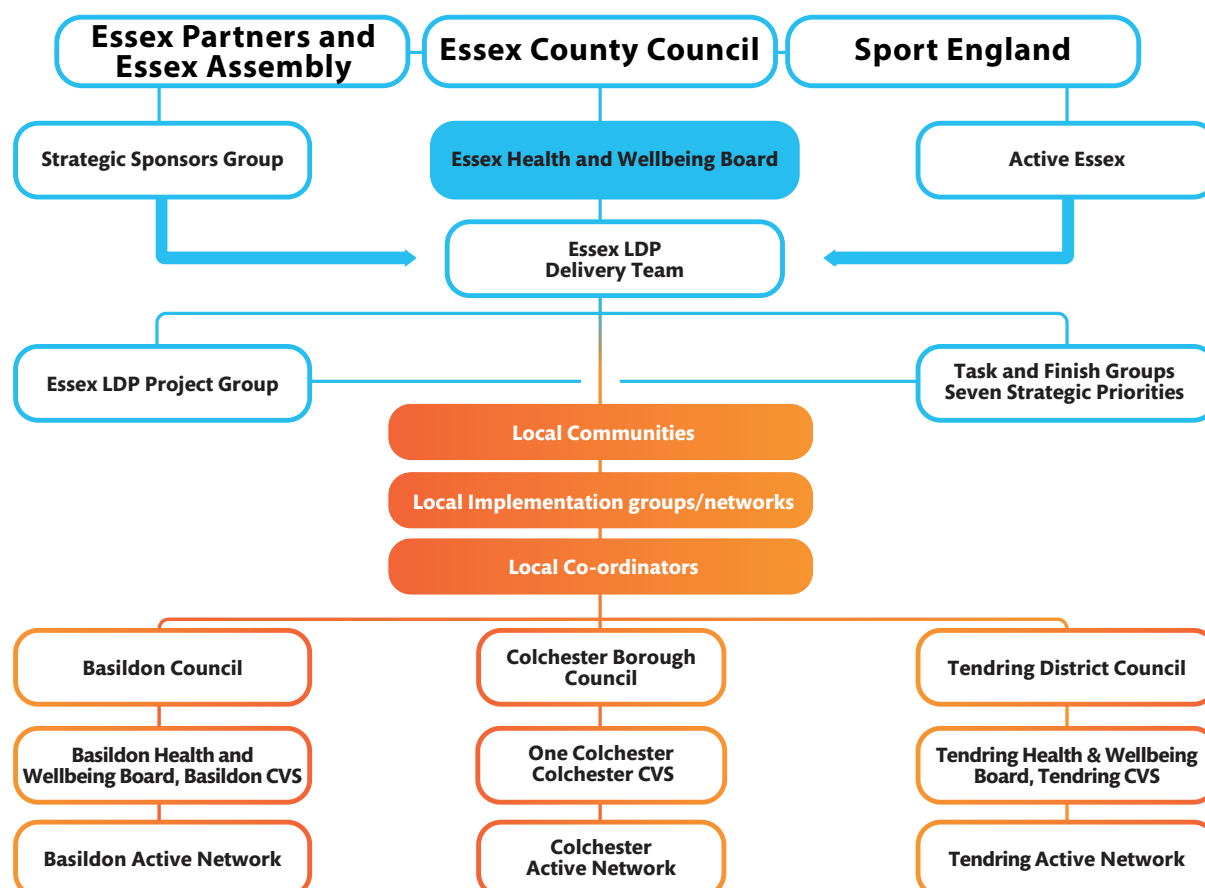 Essex Partners and
Essex Assembly
Essex County Council
Sport England
Strategic Sponsors Group
Essex Health and Wellbeing Board
Active Essex
Essex LDP
Delivery Team
Essex LDP Project Group
Task and Finish Groups
Seven Strategic Priorities
Local Communities
Local Implementation groups/networks
Local Co-ordinators
Basildon Council
Colchester Borough
Council
Tendring District Council
Basildon Health and
Wellbeing Board, Basildon CVS
One Colchester
Colchester CVS
Tendring Health & Wellbeing
Board, Tendring CVS
Basildon Active Network
Colchester
Active Network
Tendring Active Network